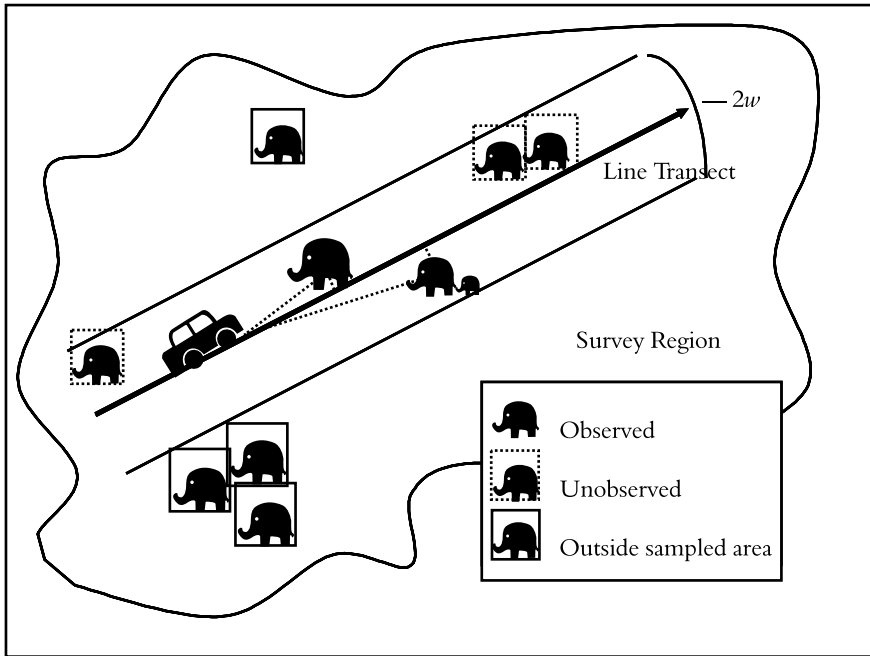 2w
Line Transect
Survey Region
Observed
Unobserved
Outside sampled area